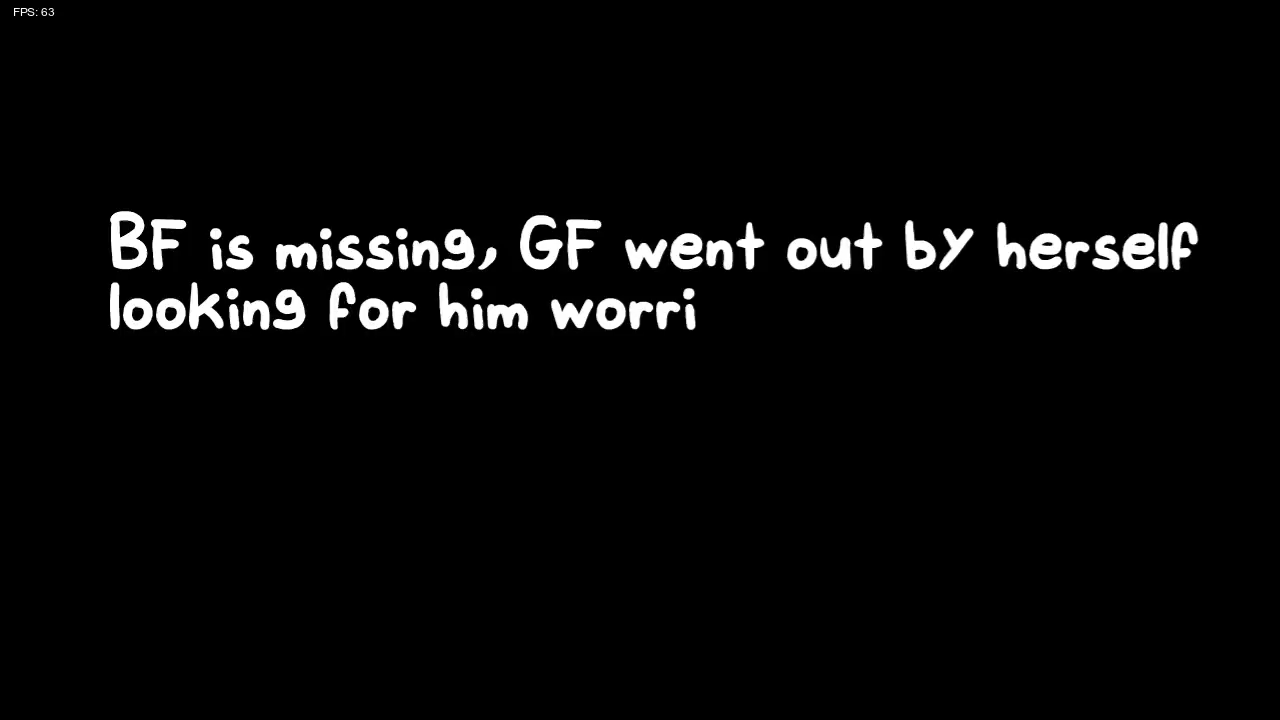 FPS: 63
BF is missing, GF went out by herself
looking for him worri